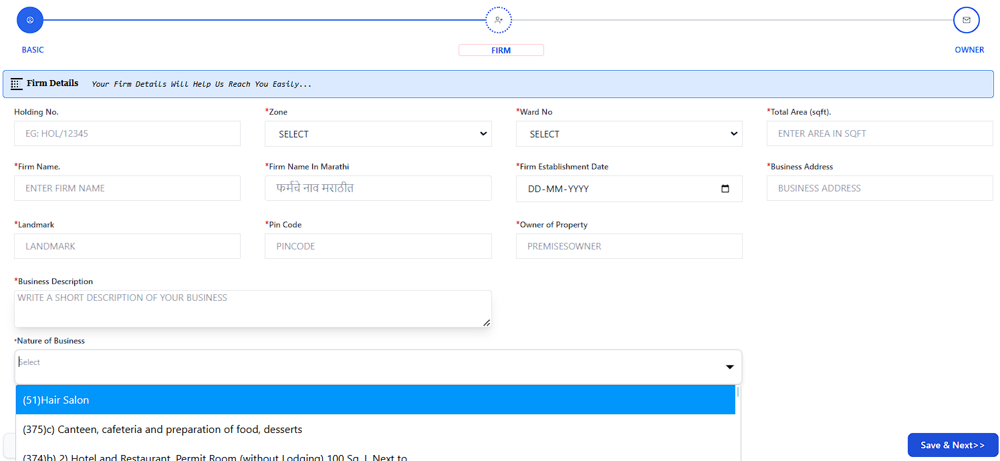 BASIC
FIRM
OWNER
Firm Details Your Firm Details Will Help Us Reach You Easily...
Holding No. *Zone *Ward No *Total Area (sqft).
EG: HOL/12345 SELECT SELECT ENTER AREA IN SQFT
*Firm Name. *Firm Name In Marathi *Firm Establishment Date *Business Address
ENTER FIRM NAME फर्मचे नाव मराठीत DD-MM-YYYY BUSINESS ADDRESS
*Landmark *Pin Code *Owner of Property
LANDMARK PINCODE PREMISESOWNER
*Business Description
WRITE A SHORT DESCRIPTION OF YOUR BUSINESS
*Nature of Business
Select
(51)Hair Salon
(375)c) Canteen, cafeteria and preparation of food, desserts
Save & Next>>
(374)b) 2) Hotel and Restaurant, Permit Room (without Lodging) 100 Sq. Next to